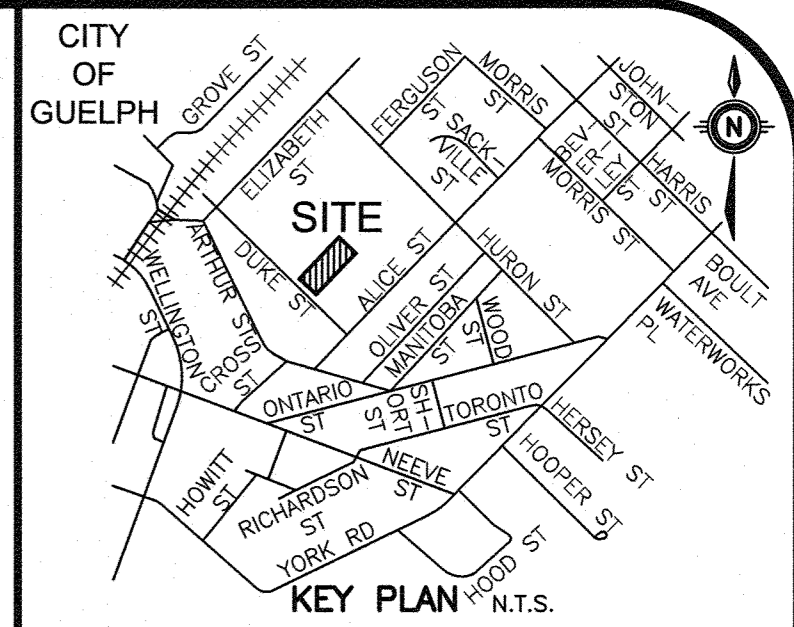 CITY
OF
GUELPH
GROVE ST
ELIZABETH
ST
FERGUSON
ST
MORRIS
ST
SACK-
VILLE
ST
JOHN-
STON
ST
BEV-
ER-
LEY
ST
HARRIS
ST
MORRIS ST
N
SITE
DUKE ST
ARTHUR ST S
WELLINGTON
ST
CROSS
ST
ALICE ST
OLIVER ST
MANITOBA
ST
HURON ST
WOOD
ST
BOULT
AVE
WATERWORKS
PL
ONTARIO
ST
SH-
ORT
ST
TORONTO
ST
HERSEY ST
HOOPER ST
NEEVE
ST
HOWITT
ST
RICHARDSON
ST
YORK RD
HOOD ST
KEY PLAN N.T.S.